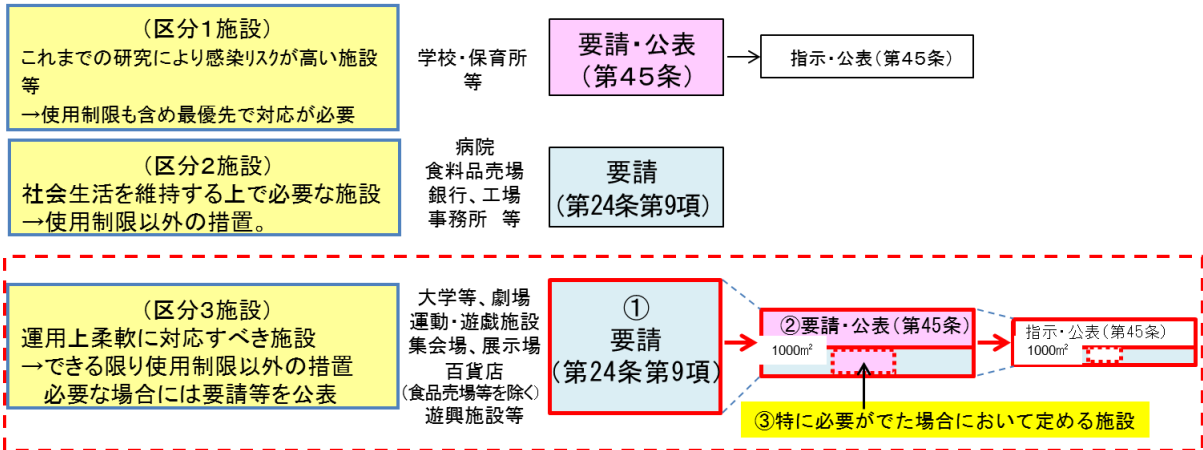 （区分1施設）
これまでの研究により感染リスクが高い施設
等
→使用制限も含め最優先で対応が必要
学校・保育所
等
要請・公表
（第45条）
指示・公表（第45条）
（区分2施設）
社会生活を維持する上で必要な施設
→使用制限以外の措置。
病院
食料品売場
銀行、工場
事務所 等
要請
（第24条第9項）
（区分3施設）
運用上柔軟に対応すべき施設
→できる限り使用制限以外の措置
必要な場合には要請等を公表
大学等、劇場
運動・遊戯施設
集会場、展示場
百貨店
（食品売場等を除く）
遊興施設等
①
要請
（第24条第9項）
②要請・公表（第45条）
1000㎡
指示・公表（第45条）
1000㎡
③特に必要がでた場合において定める施設